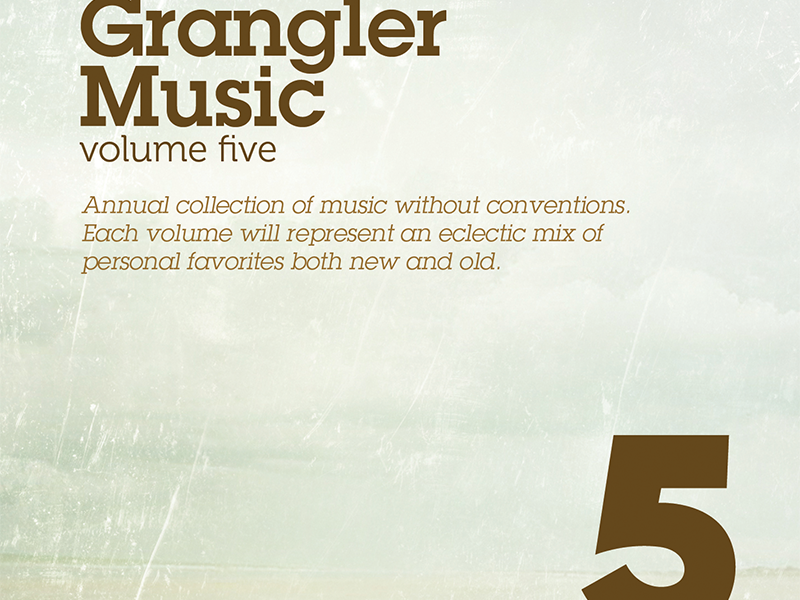 Grangler
Music
volume five
Annual collection of music without conventions.
Each volume will represent an eclectic mix of
personal favorites both new and old.
5